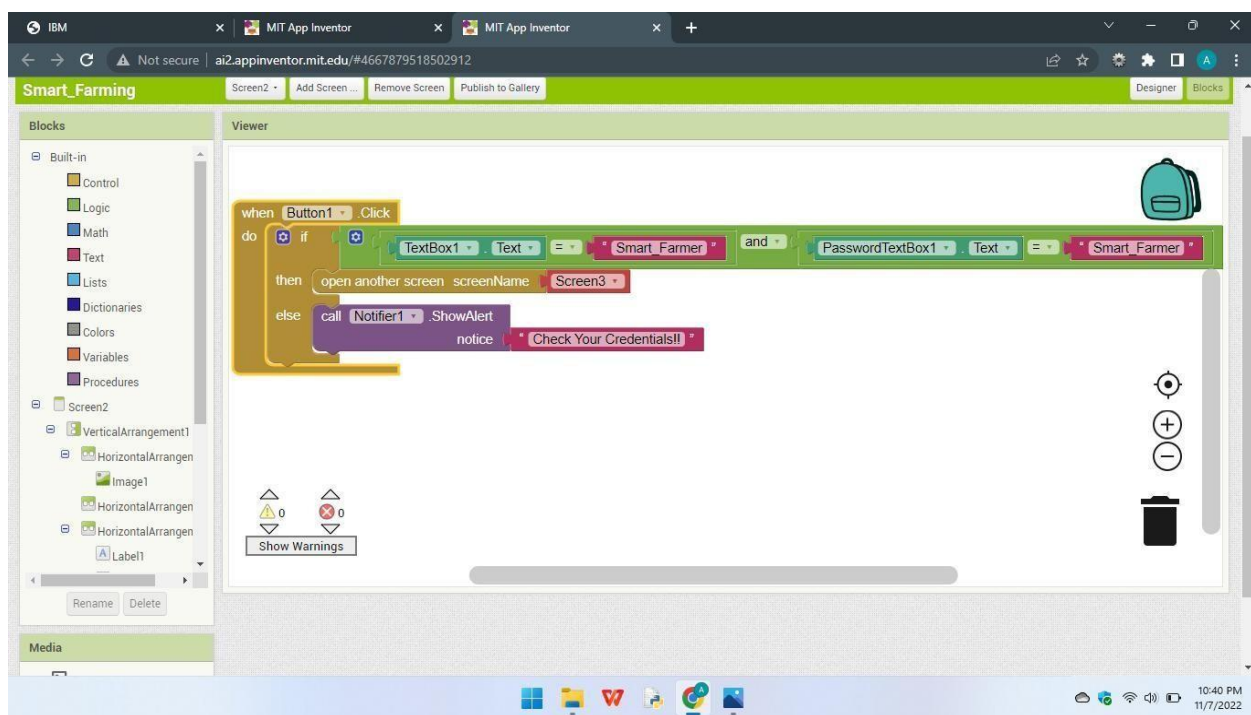 IBM
MIT App Inventor
MIT App Inventor
Not secure
ai2.appinventor.mit.edu/#4667879518502912
A
Smart_Farming
Screen2
Add Screen ...
Remove Screen
Publish to Gallery
Designer
Blocks
Blocks
Viewer
Built-in
Control
Logic
Math
Text
Lists
Dictionaries
Colors
Variables
Procedures
Screen2
VerticalArrangement1
HorizontalArrangen
Image1
HorizontalArrangen
HorizontalArrangen
A Label1
Rename
Delete
Media
when Button1 .Click
do if TextBox1 . Text = " Smart_Farmer " and PasswordTextBox1 . Text = " Smart_Farmer "
then open another screen screenName Screen3
else call Notifier1 .ShowAlert
notice " Check Your Credentials!! "
0 0
Show Warnings
W A
10:40 PM
11/7/2022